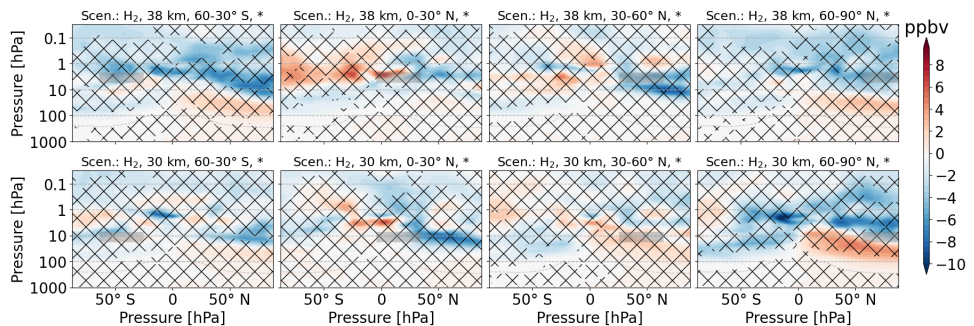 Scen.: H₂, 38 km, 60-30° S, *
Scen.: H₂, 38 km, 0-30° N, *
Scen.: H₂, 38 km, 30-60° N, *
Scen.: H₂, 38 km, 60-90° N, *
ppbv
Pressure [hPa]
0.1
1
10
100
1000
8
6
4
2
0
−2
−4
−6
−8
−10
Scen.: H₂, 30 km, 60-30° S, *
Scen.: H₂, 30 km, 0-30° N, *
Scen.: H₂, 30 km, 30-60° N, *
Scen.: H₂, 30 km, 60-90° N, *
Pressure [hPa]
0.1
1
10
100
1000
50° S 0 50° N
50° S 0 50° N
50° S 0 50° N
50° S 0 50° N
Pressure [hPa]
Pressure [hPa]
Pressure [hPa]
Pressure [hPa]